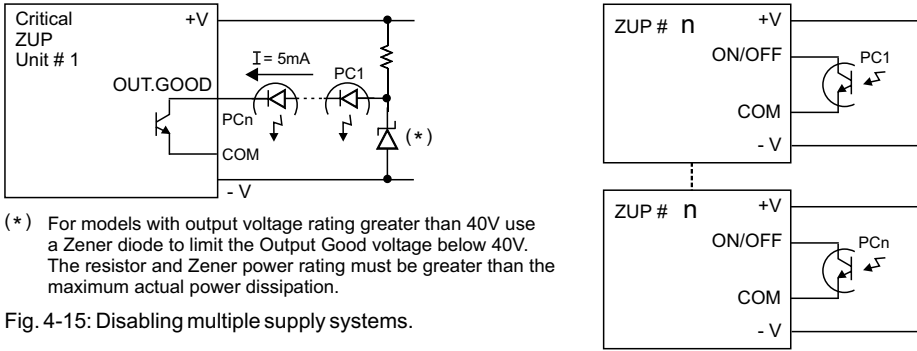 Critical
ZUP
Unit # 1
+V
OUT.GOOD
I = 5mA
PC1
PCn
COM
(*)
- V
(*) For models with output voltage rating greater than 40V use
a Zener diode to limit the Output Good voltage below 40V.
The resistor and Zener power rating must be greater than the
maximum actual power dissipation.
Fig. 4-15: Disabling multiple supply systems.
ZUP # n
+V
ON/OFF
PC1
COM
- V
ZUP # n
+V
ON/OFF
PCn
COM
- V